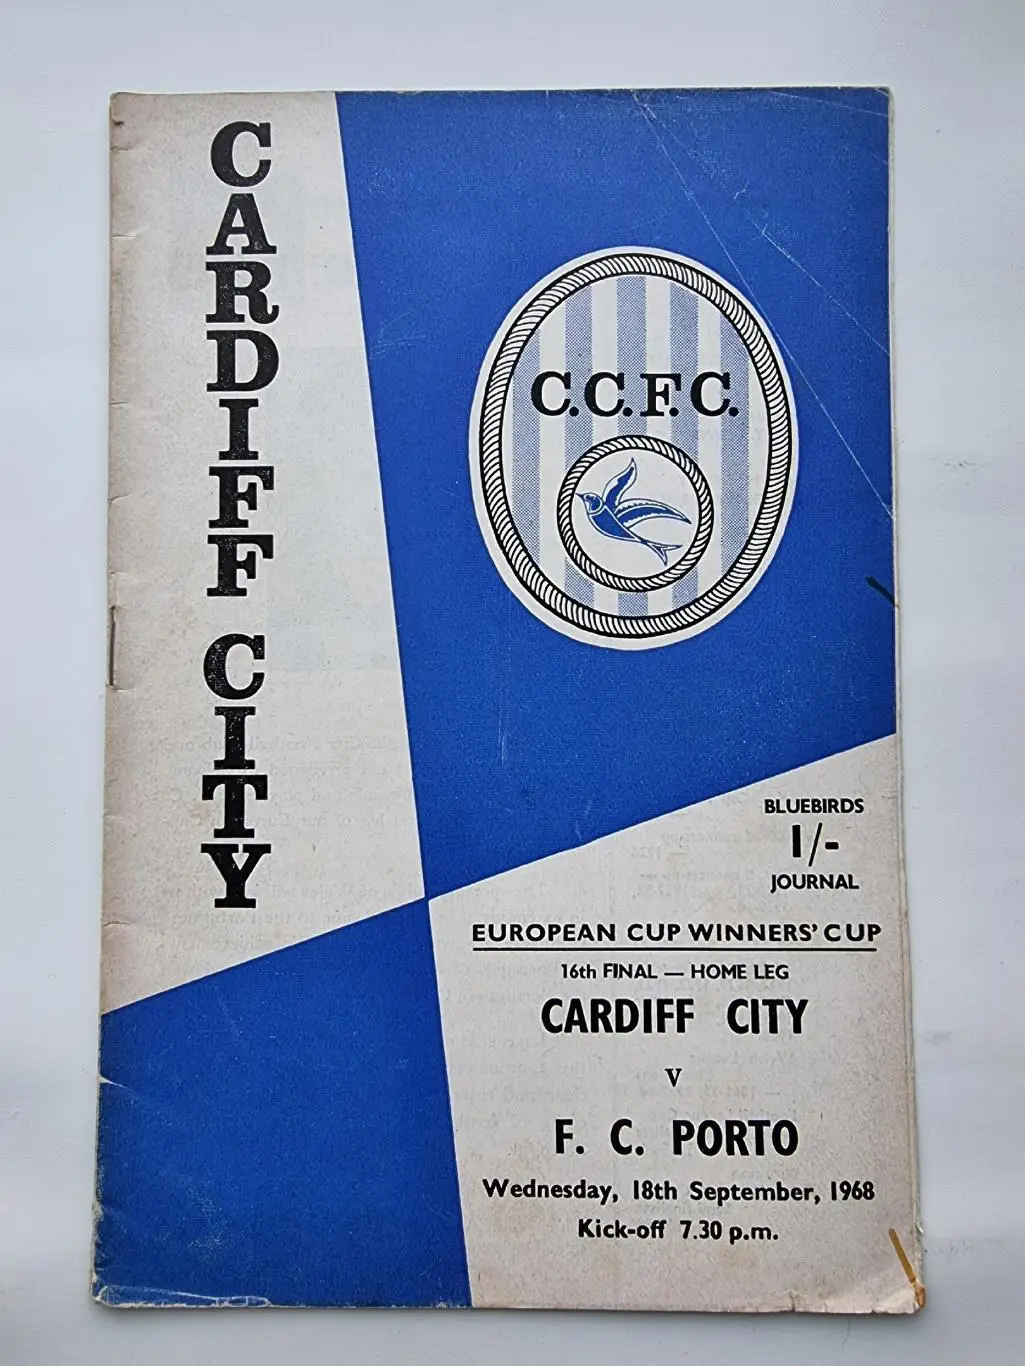 CARDIFF CITY
C.C.F.C.
BLUEBIRDS
1/-
JOURNAL
EUROPEAN CUP WINNERS' CUP
16th FINAL — HOME LEG
CARDIFF CITY
v
F. C. PORTO
Wednesday, 18th September, 1968
Kick-off 7.30 p.m.